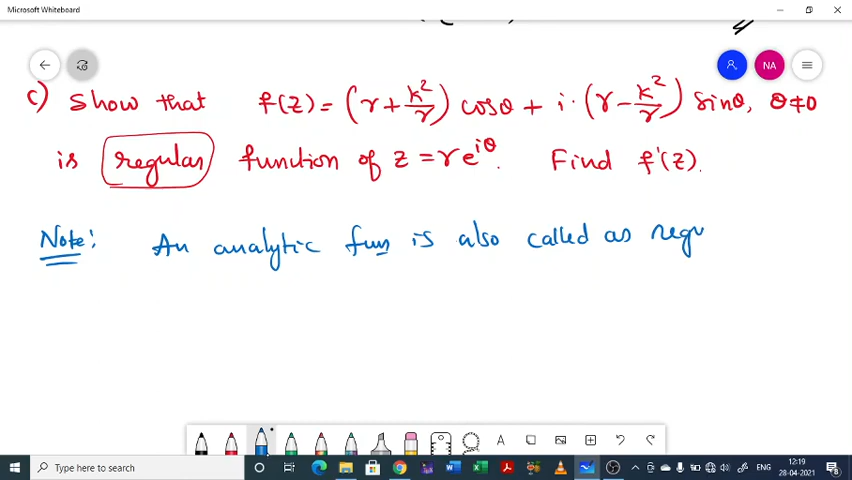 Microsoft Whiteboard
NA
c) Show that f(z) = (r + k²/r) cosθ + i · (r − k²/r) sinθ, θ≠0
is regular function of z = re^iθ. Find f'(z).
Note: An analytic fun is also called as regu
A
Type here to search
ENG
12:19
28-04-2021
8